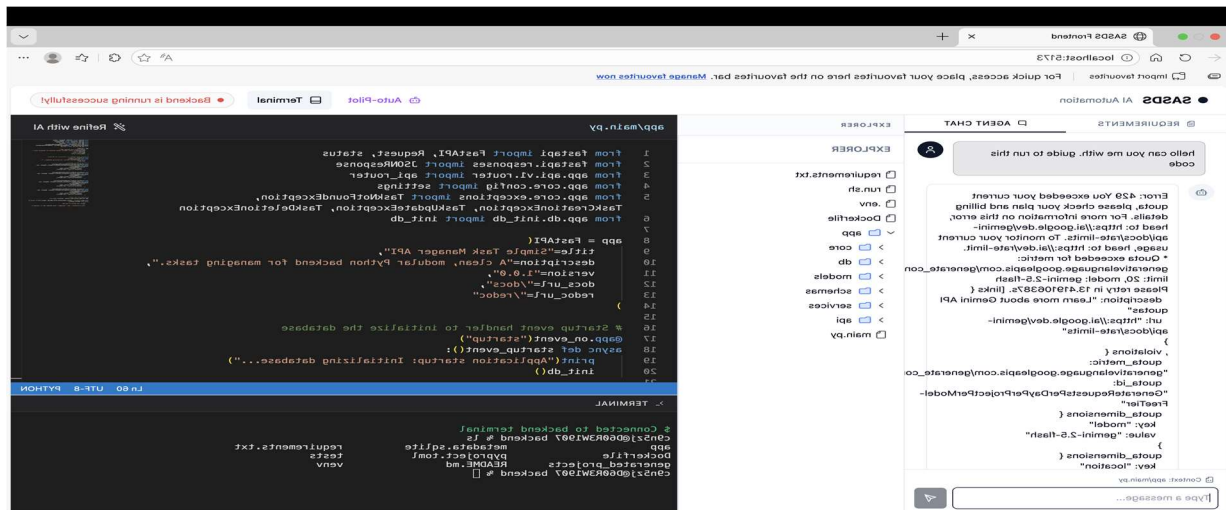 SASDS Frontend
localhost:5173
Import favourites
For quick access, place your favourites here on the favourites bar. Manage favourites now
SASDS AI Automation
Auto-Pilot
Terminal
Backend is running successfully!
REQUIREMENTS
AGENT CHAT
hello can you me with. guide to run this
code
Error: 429 You exceeded your current
quota, please check your plan and billing
details. For more information on this error,
head to: https://ai.google.dev/gemini-
api/docs/rate-limits. To monitor your current
usage, head to: https://ai.dev/rate-limit.
* Quota exceeded for metric:
generativelanguage.googleapis.com/generate_con
limit: 20, model: gemini-2.5-flash
Please retry in 13.419106387s. [links {
description: "Learn more about Gemini API
quotas"
url: "https://ai.google.dev/gemini-
api/docs/rate-limits"
}
, violations {
quota_metric:
"generativelanguage.googleapis.com/generate_co
quota_id:
"GenerateRequestsPerDayPerProjectPerModel-
FreeTier"
quota_dimensions {
key: "model"
value: "gemini-2.5-flash"
}
quota_dimensions {
key: "location"
Context: app/main.py
Type a message...
EXPLORER
EXPLORER
requirements.txt
run.sh
.env
Dockerfile
app
core
db
models
schemas
services
api
main.py
app/main.py
Refine with AI
1 from fastapi import FastAPI, Request, status
2 from fastapi.responses import JSONResponse
3 from app.api.v1.router import api_router
4 from app.core.config import settings
5 from app.core.exceptions import TaskNotFoundException,
TaskCreationException, TaskUpdateException, TaskDeletionException
6 from app.db.init_db import init_db
7
8 app = FastAPI(
9 title="Simple Task Manager API",
10 description="A clean, modular Python backend for managing tasks.",
11 version="1.0.0",
12 docs_url="/docs",
13 redoc_url="/redoc"
14 )
15
16 # Startup event handler to initialize the database
17 @app.on_event("startup")
18 async def startup_event():
19 print("Application startup: Initializing database...")
20 init_db()
21
Ln 60 UTF-8 PYTHON
TERMINAL
$ Connected to backend terminal
c9n5zj@D60R3W1907 backend % ls
app metadata.sqlite requirements.txt
Dockerfile pyproject.toml tests
generated_projects README.md venv
c9n5zj@D60R3W1907 backend %